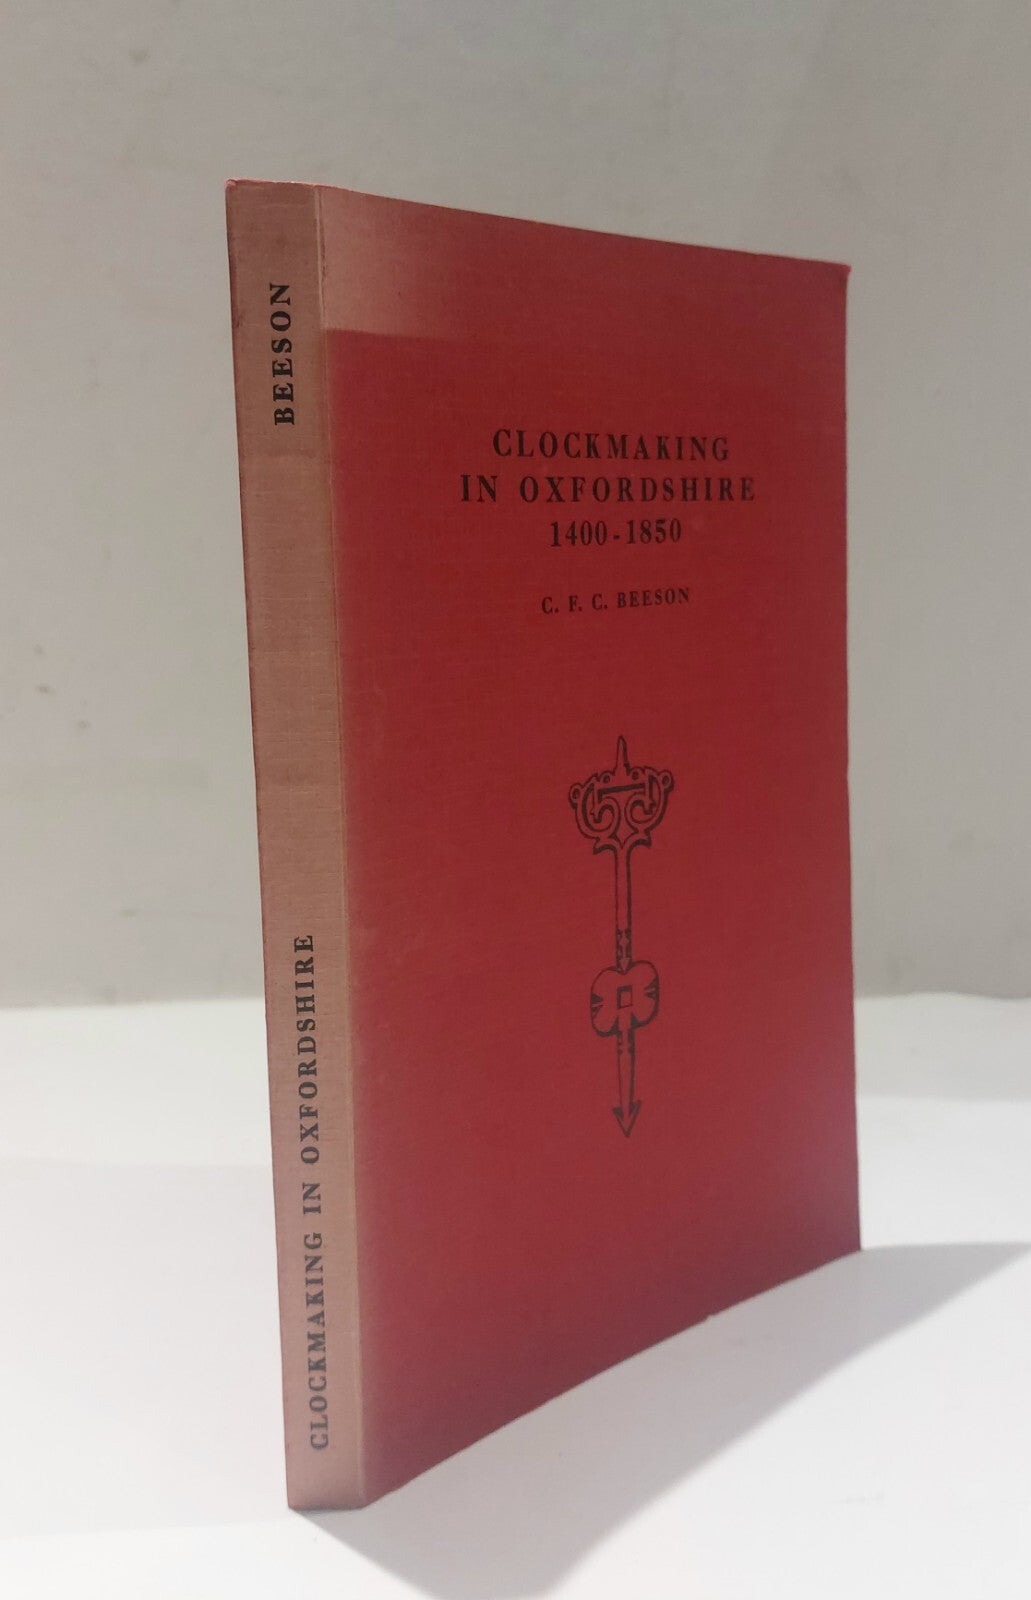 BEESON
CLOCKMAKING IN OXFORDSHIRE
CLOCKMAKING
IN OXFORDSHIRE
1400-1850
C. F. C. BEESON